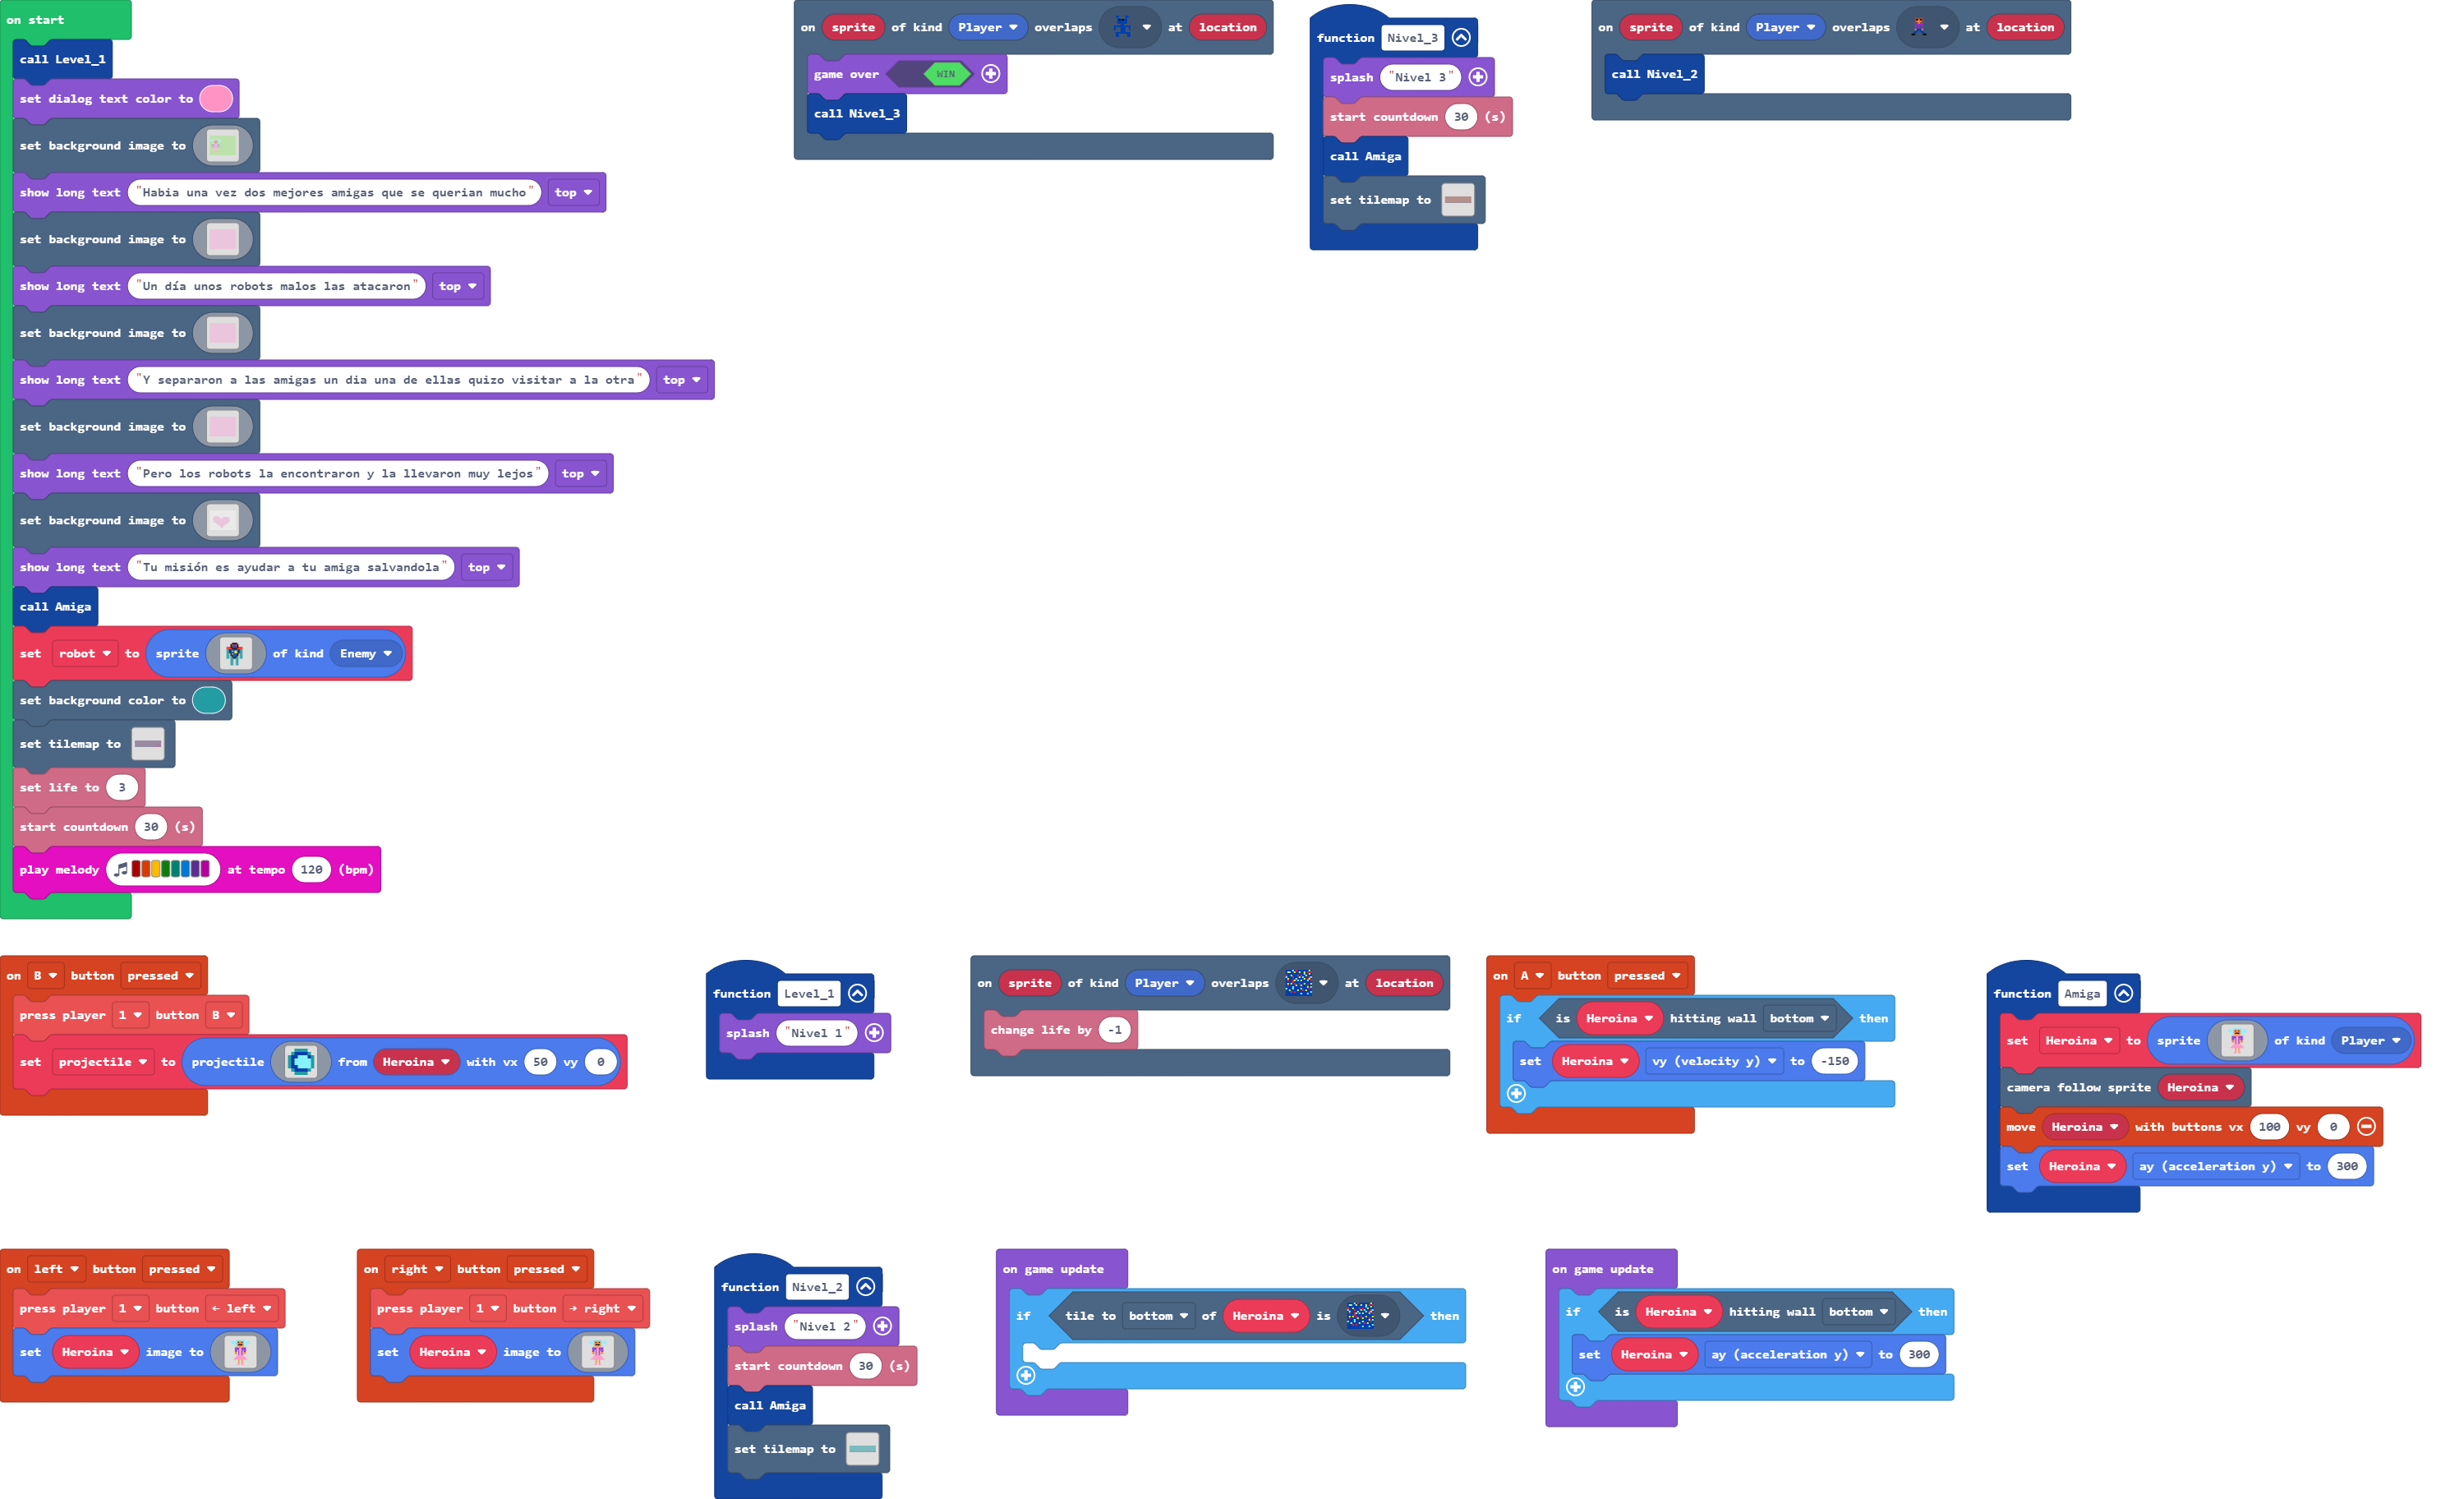 on start
call Level_1
set dialog text color to
set background image to
show long text "Habia una vez dos mejores amigas que se querian mucho" top
set background image to
show long text "Un día unos robots malos las atacaron" top
set background image to
show long text "Y separaron a las amigas un dia una de ellas quizo visitar a la otra" top
set background image to
show long text "Pero los robots la encontraron y la llevaron muy lejos" top
set background image to
show long text "Tu misión es ayudar a tu amiga salvandola" top
call Amiga
set robot to sprite of kind Enemy
set background color to
set tilemap to
set life to 3
start countdown 30 (s)
play melody at tempo 120 (bpm)
on sprite of kind Player overlaps at location
game over WIN
call Nivel_3
function Nivel_3
splash "Nivel 3"
start countdown 30 (s)
call Amiga
set tilemap to
on sprite of kind Player overlaps at location
call Nivel_2
on B button pressed
press player 1 button B
set projectile to projectile from Heroina with vx 50 vy 0
function Level_1
splash "Nivel 1"
on sprite of kind Player overlaps at location
change life by -1
on A button pressed
if is Heroina hitting wall bottom then
set Heroina vy (velocity y) to -150
function Amiga
set Heroina to sprite of kind Player
camera follow sprite Heroina
move Heroina with buttons vx 100 vy 0
set Heroina ay (acceleration y) to 300
on left button pressed
press player 1 button ← left
set Heroina image to
on right button pressed
press player 1 button → right
set Heroina image to
function Nivel_2
splash "Nivel 2"
start countdown 30 (s)
call Amiga
set tilemap to
on game update
if tile to bottom of Heroina is then
on game update
if is Heroina hitting wall bottom then
set Heroina ay (acceleration y) to 300